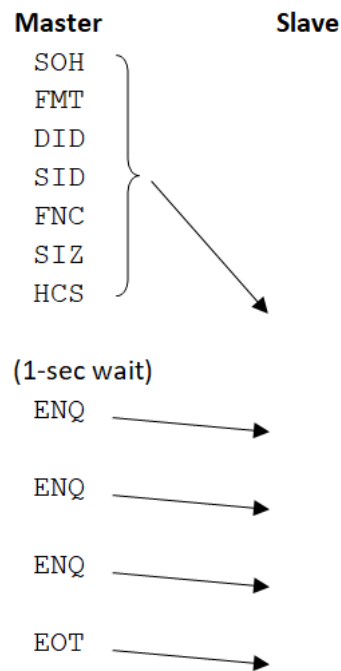 Master Slave
SOH
FMT
DID
SID
FNC
SIZ
HCS
(1-sec wait)
ENQ
ENQ
ENQ
EOT